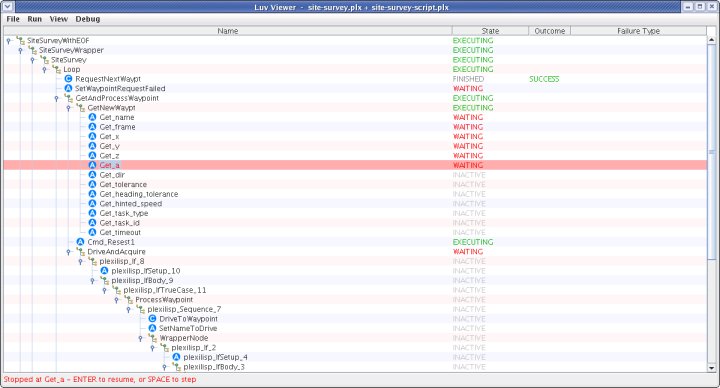 Luv Viewer - site-survey.plx + site-survey-script.plx
File Run View Debug
Name State Outcome Failure Type
SiteSurveyWithEOF EXECUTING
SiteSurveyWrapper EXECUTING
SiteSurvey EXECUTING
Loop EXECUTING
C RequestNextWaypt FINISHED SUCCESS
A SetWaypointRequestFailed WAITING
GetAndProcessWaypoint EXECUTING
GetNewWaypt EXECUTING
A Get_name WAITING
A Get_frame WAITING
A Get_x WAITING
A Get_y WAITING
A Get_z WAITING
A Get_a WAITING
A Get_dir INACTIVE
A Get_tolerance INACTIVE
A Get_heading_tolerance INACTIVE
A Get_hinted_speed INACTIVE
A Get_task_type INACTIVE
A Get_task_id INACTIVE
A Get_timeout INACTIVE
A Cmd_Resest1 EXECUTING
DriveAndAcquire WAITING
plexilisp_If_8 INACTIVE
A plexilisp_IfSetup_10 INACTIVE
plexilisp_IfBody_9 INACTIVE
plexilisp_IfTrueCase_11 INACTIVE
ProcessWaypoint INACTIVE
plexilisp_Sequence_7 INACTIVE
C DriveToWaypoint INACTIVE
A SetNameToDrive INACTIVE
WrapperNode INACTIVE
plexilisp_If_2 INACTIVE
A plexilisp_IfSetup_4 INACTIVE
plexilisp_IfBody_3 INACTIVE
Stopped at Get_a - ENTER to resume, or SPACE to step